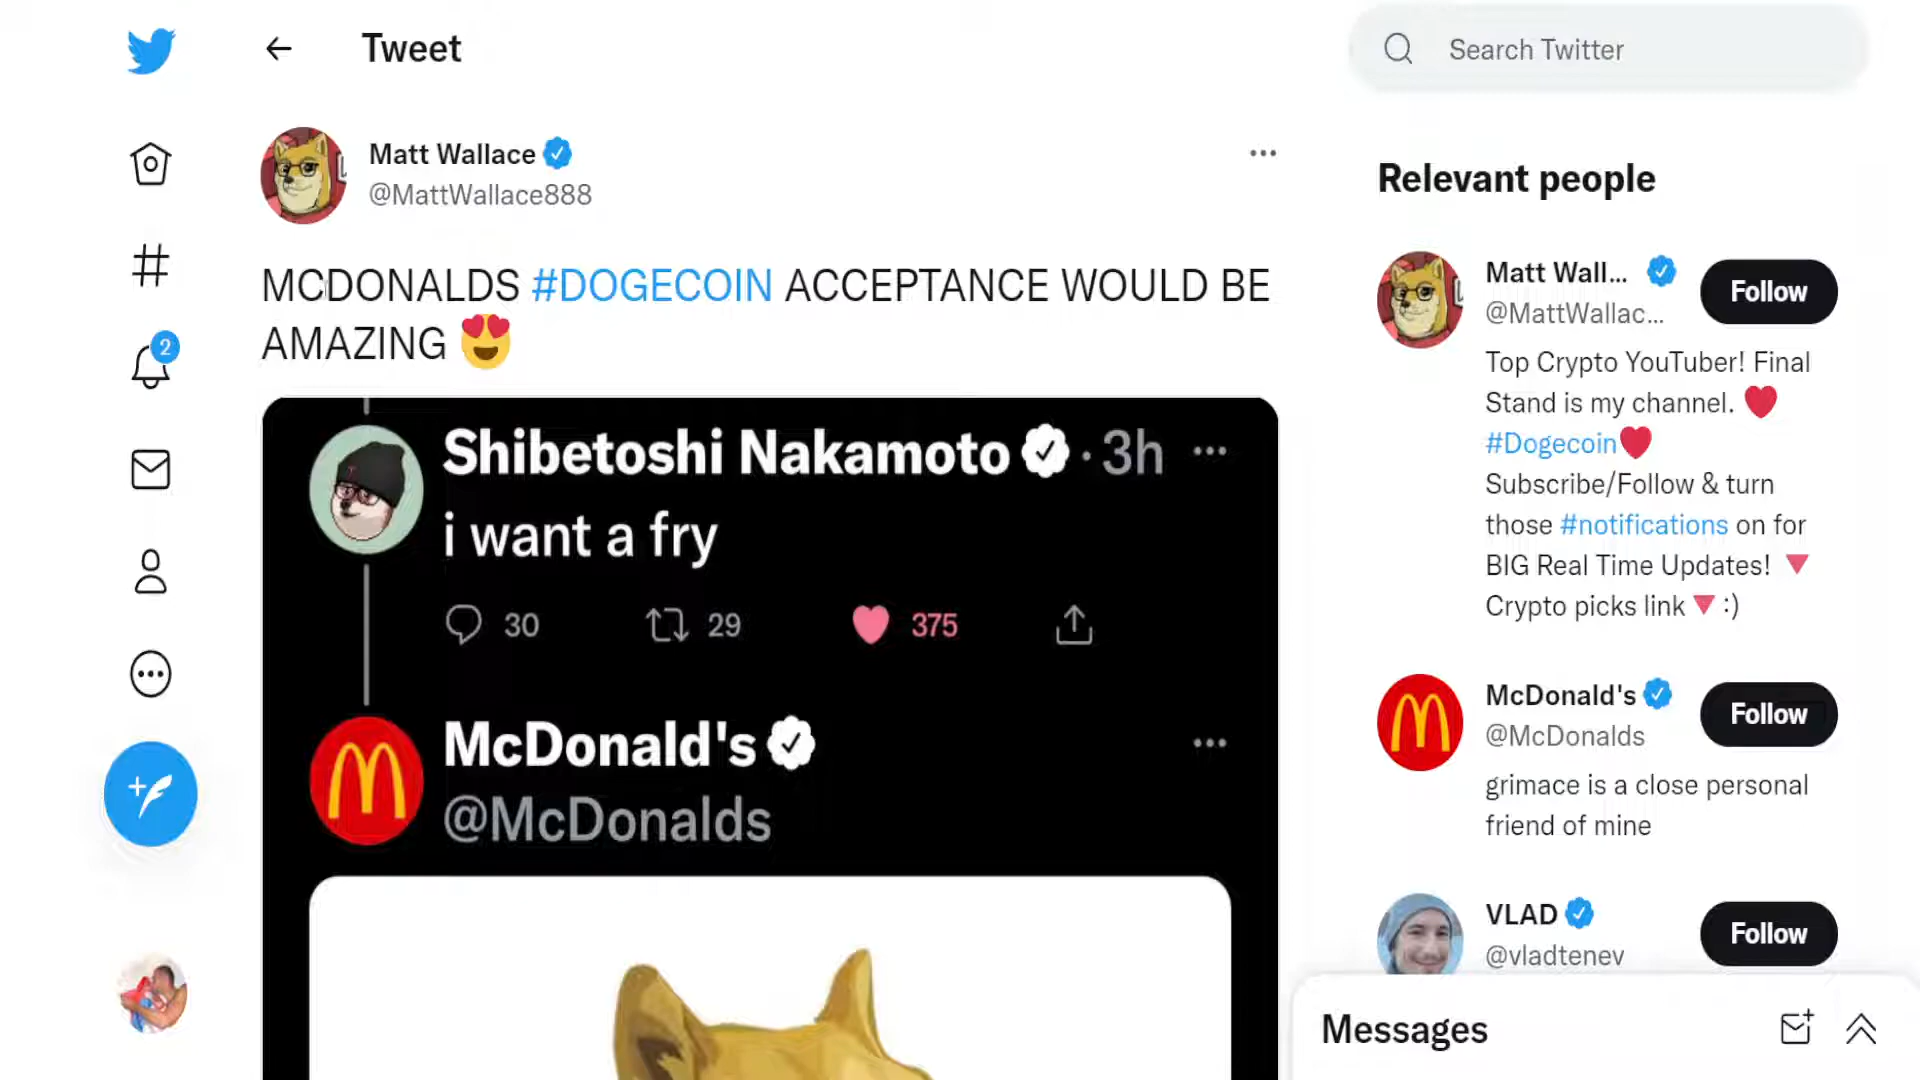 Tweet
Search Twitter
Matt Wallace
@MattWallace888
MCDONALDS #DOGECOIN ACCEPTANCE WOULD BE
AMAZING 😍
Shibetoshi Nakamoto · 3h
i want a fry
30 29 375
McDonald's
@McDonalds
2
Relevant people
Matt Wall...
@MattWallac...
Follow
Top Crypto YouTuber! Final
Stand is my channel. ❤️
#Dogecoin❤️
Subscribe/Follow & turn
those #notifications on for
BIG Real Time Updates! 🔻
Crypto picks link🔻:)
McDonald's
@McDonalds
Follow
grimace is a close personal
friend of mine
VLAD
@vladtenev
Follow
Messages